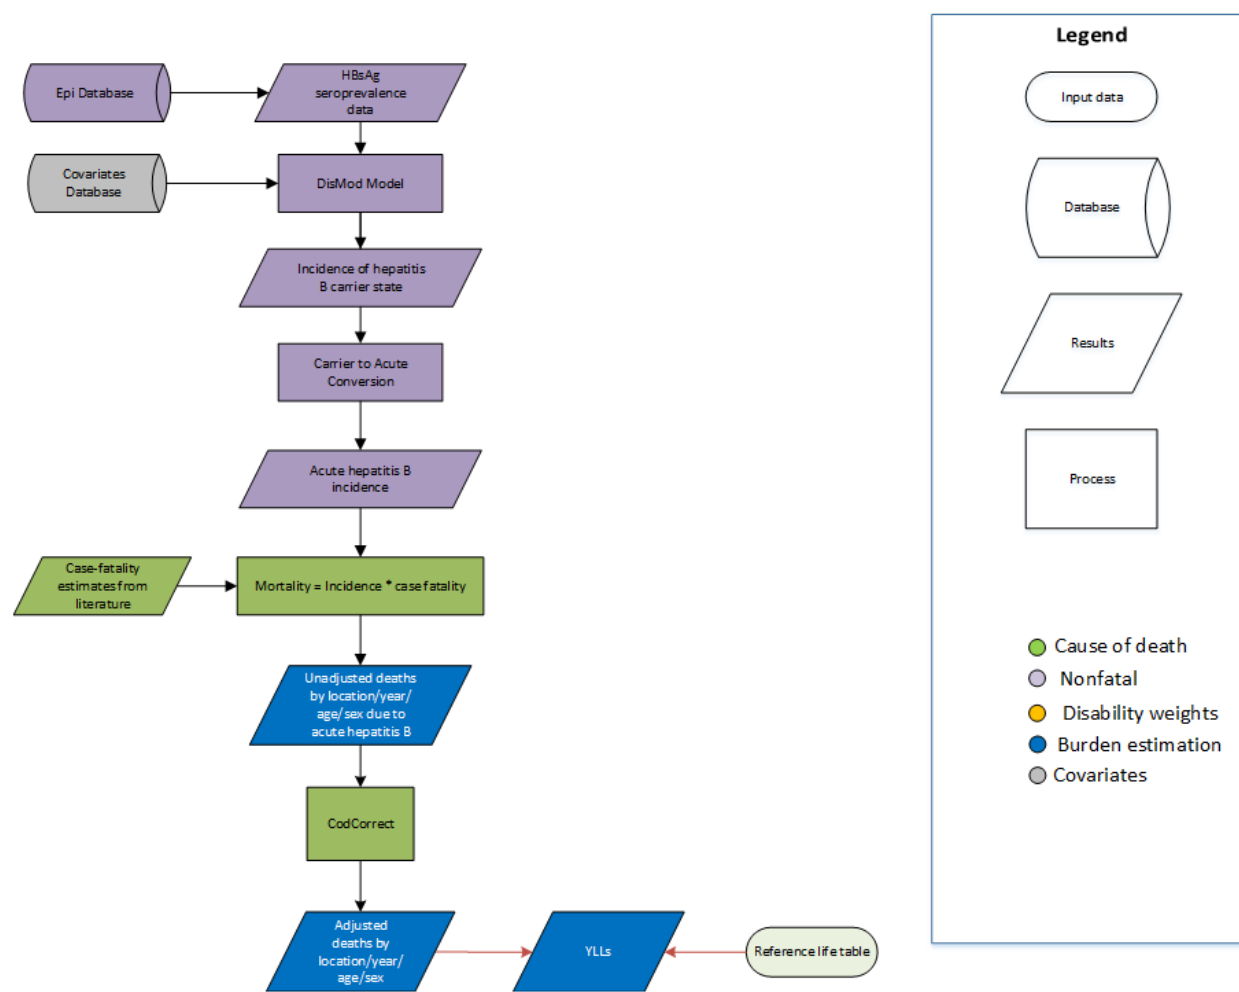 Epi Database
HBsAg
seroprevalence
data
Covariates
Database
DisMod Model
Incidence of hepatitis
B carrier state
Carrier to Acute
Conversion
Acute hepatitis B
incidence
Case-fatality
estimates from
literature
Mortality = Incidence * case fatality
Unadjusted deaths
by location/year/
age/sex due to
acute hepatitis B
CodCorrect
Adjusted
deaths by
location/year/
age/sex
YLLs
Reference life table
Legend
Input data
Database
Results
Process
Cause of death
Nonfatal
Disability weights
Burden estimation
Covariates